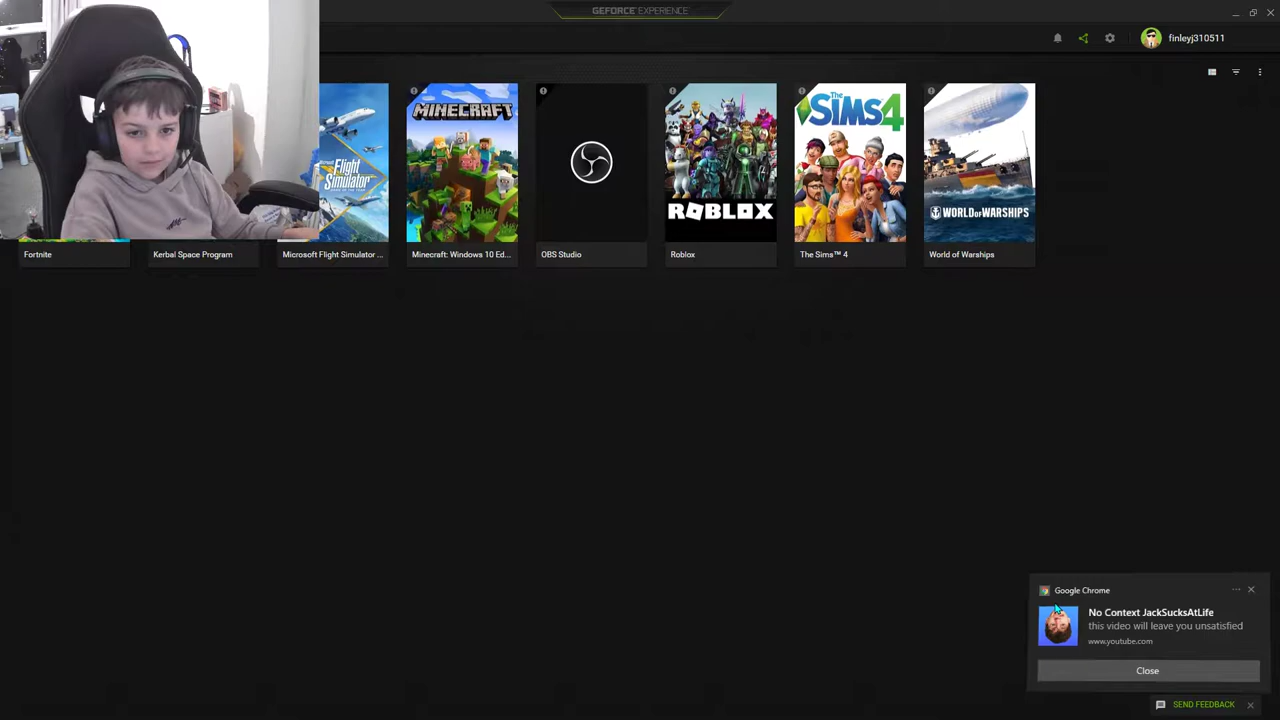 GEFORCE EXPERIENCE
finleyj310511
Flight Simulator
MINECRAFT
ROBLOX
The SIMS 4
WORLD OF WARSHIPS
Fortnite
Kerbal Space Program
Microsoft Flight Simulator ...
Minecraft: Windows 10 Ed...
OBS Studio
Roblox
The Sims™ 4
World of Warships
Google Chrome
No Context JackSucksAtLife
this video will leave you unsatisfied
www.youtube.com
Close
SEND FEEDBACK